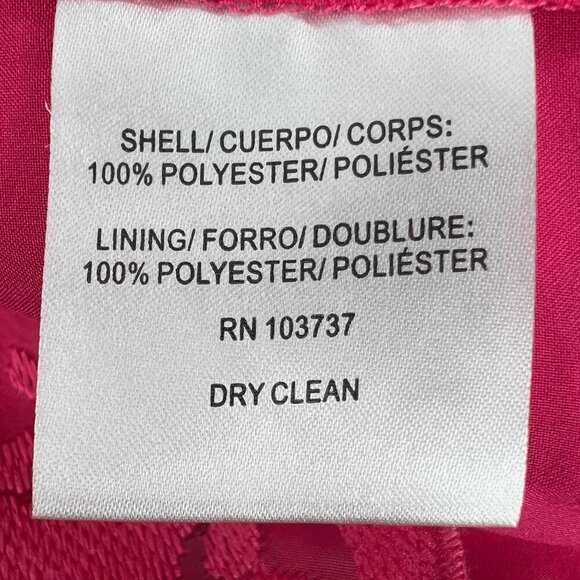 SHELL/ CUERPO/ CORPS:
100% POLYESTER/ POLIÉSTER
LINING/ FORRO/ DOUBLURE:
100% POLYESTER/ POLIÉSTER
RN 103737
DRY CLEAN